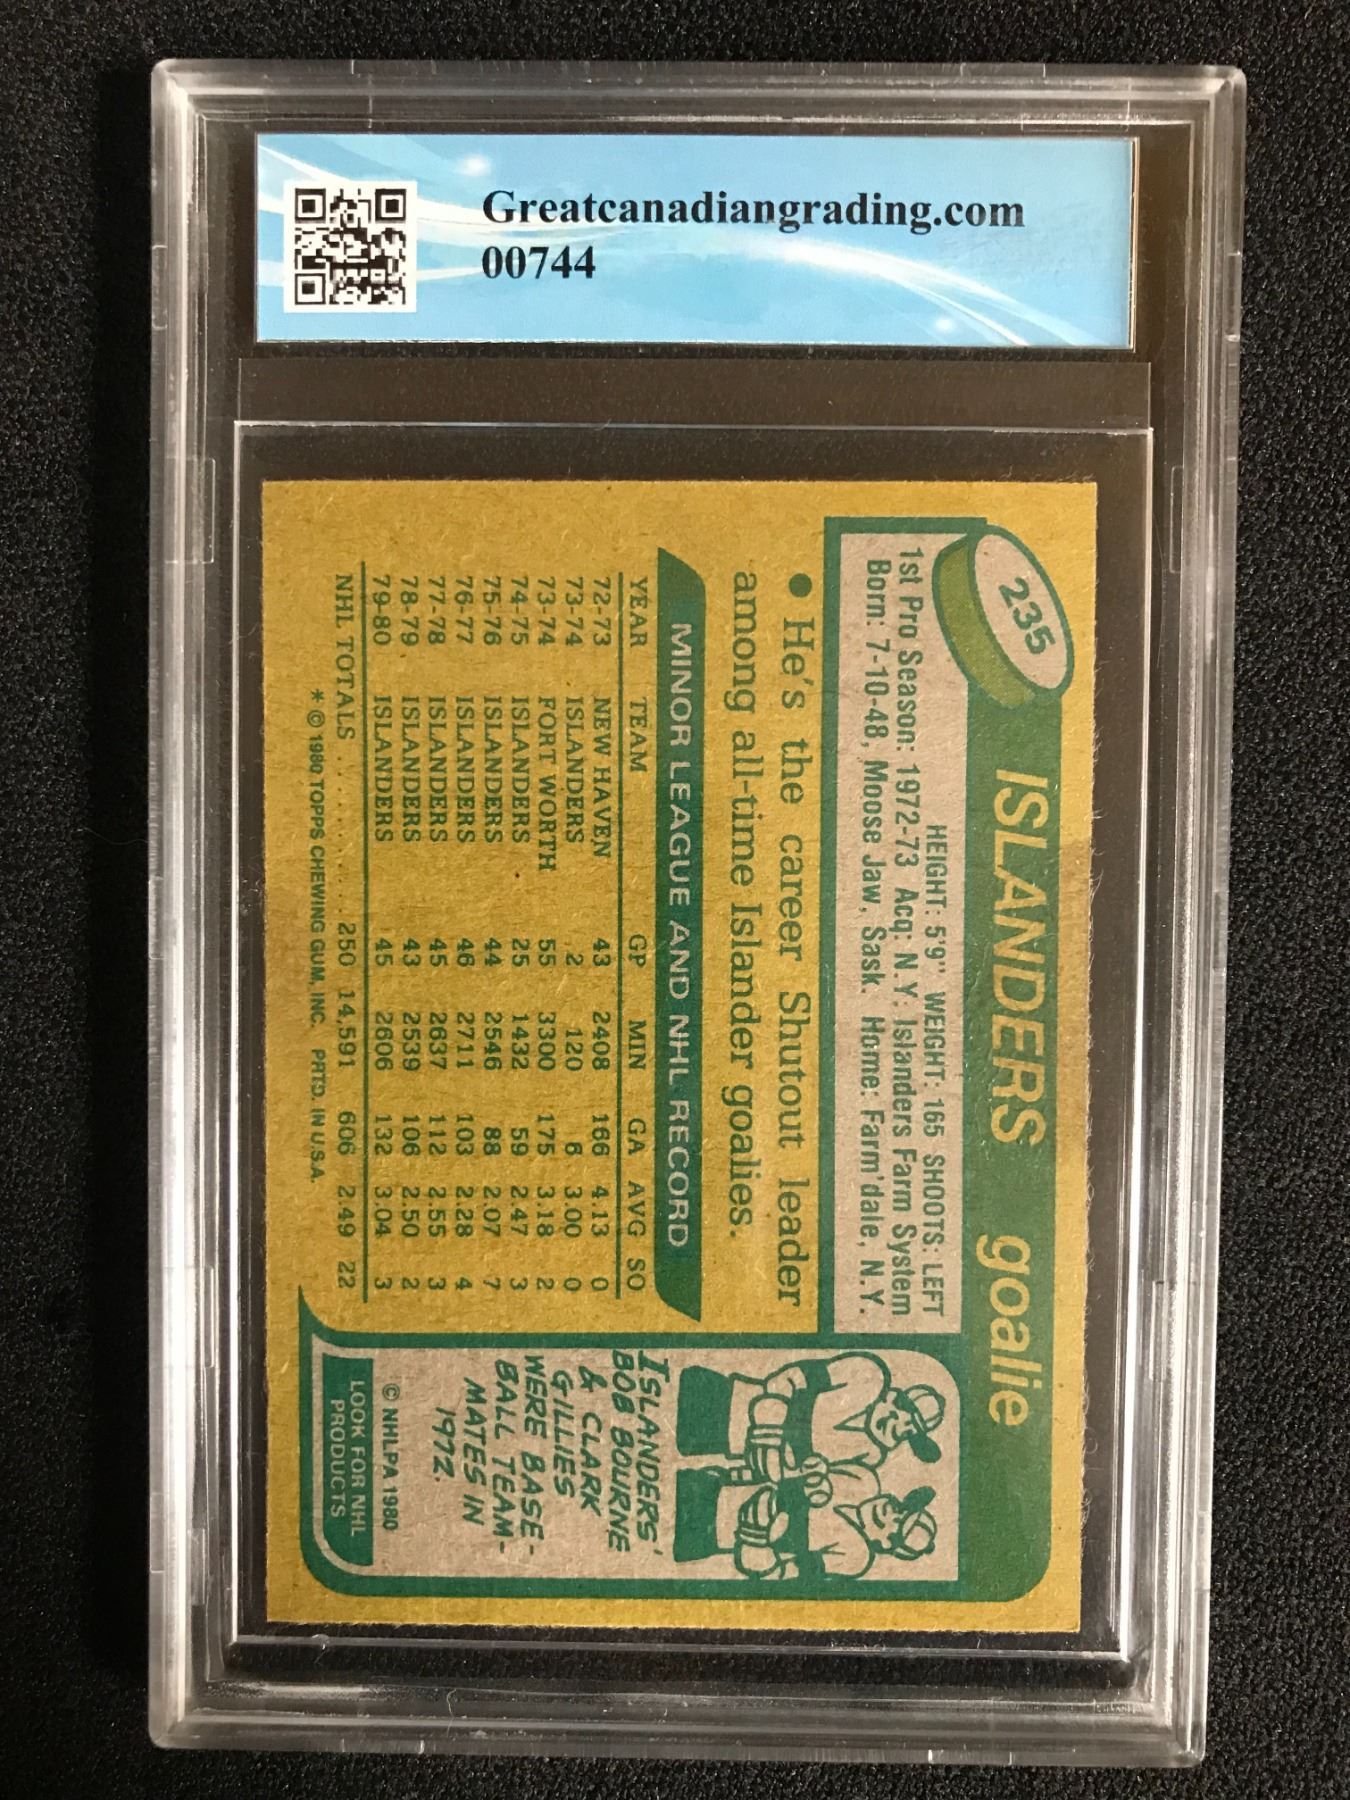 Greatcanadiangrading.com
00744
235
ISLANDERS goalie
HEIGHT: 5'9" WEIGHT: 165 SHOOTS: LEFT
1st Pro Season: 1972-73 Acq: N.Y. Islanders Farm System
Born: 7-10-48, Moose Jaw, Sask. Home: Farm'dale, N.Y.
● He's the career Shutout leader
among all-time Islander goalies.
MINOR LEAGUE AND NHL RECORD
YEAR TEAM GP MIN GA AVG SO
72-73 NEW HAVEN 43 2408 166 4.13 0
73-74 ISLANDERS 2 120 6 3.00 0
73-74 FORT WORTH 55 3300 175 3.18 2
74-75 ISLANDERS 25 1432 59 2.47 3
75-76 ISLANDERS 44 2546 88 2.07 7
76-77 ISLANDERS 46 2711 103 2.28 4
77-78 ISLANDERS 45 2637 112 2.55 3
78-79 ISLANDERS 43 2539 106 2.50 2
79-80 ISLANDERS 45 2606 132 3.04 3
NHL TOTALS .......... 250 14,591 606 2.49 22
* © 1980 TOPPS CHEWING GUM, INC. PRTD. IN U.S.A.
ISLANDERS'
BOB BOURNE
& CLARK
GILLIES
WERE BASE-
BALL TEAM-
MATES IN
1972.
© NHLPA 1980
LOOK FOR NHL
PRODUCTS